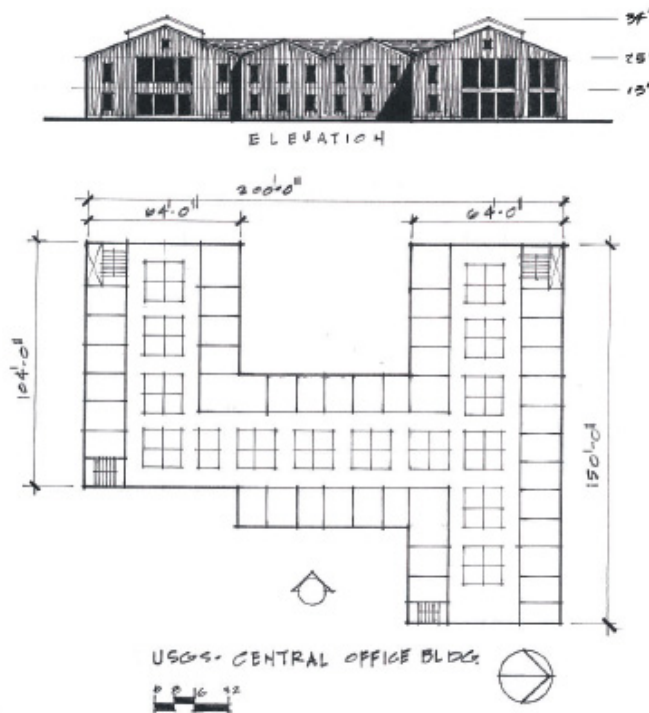 34'
25'
13'
ELEVATION
200'-0"
64'-0"
64'-0"
104'-0"
150'-0"
USGS- CENTRAL OFFICE BLDG.
0 8 16 32